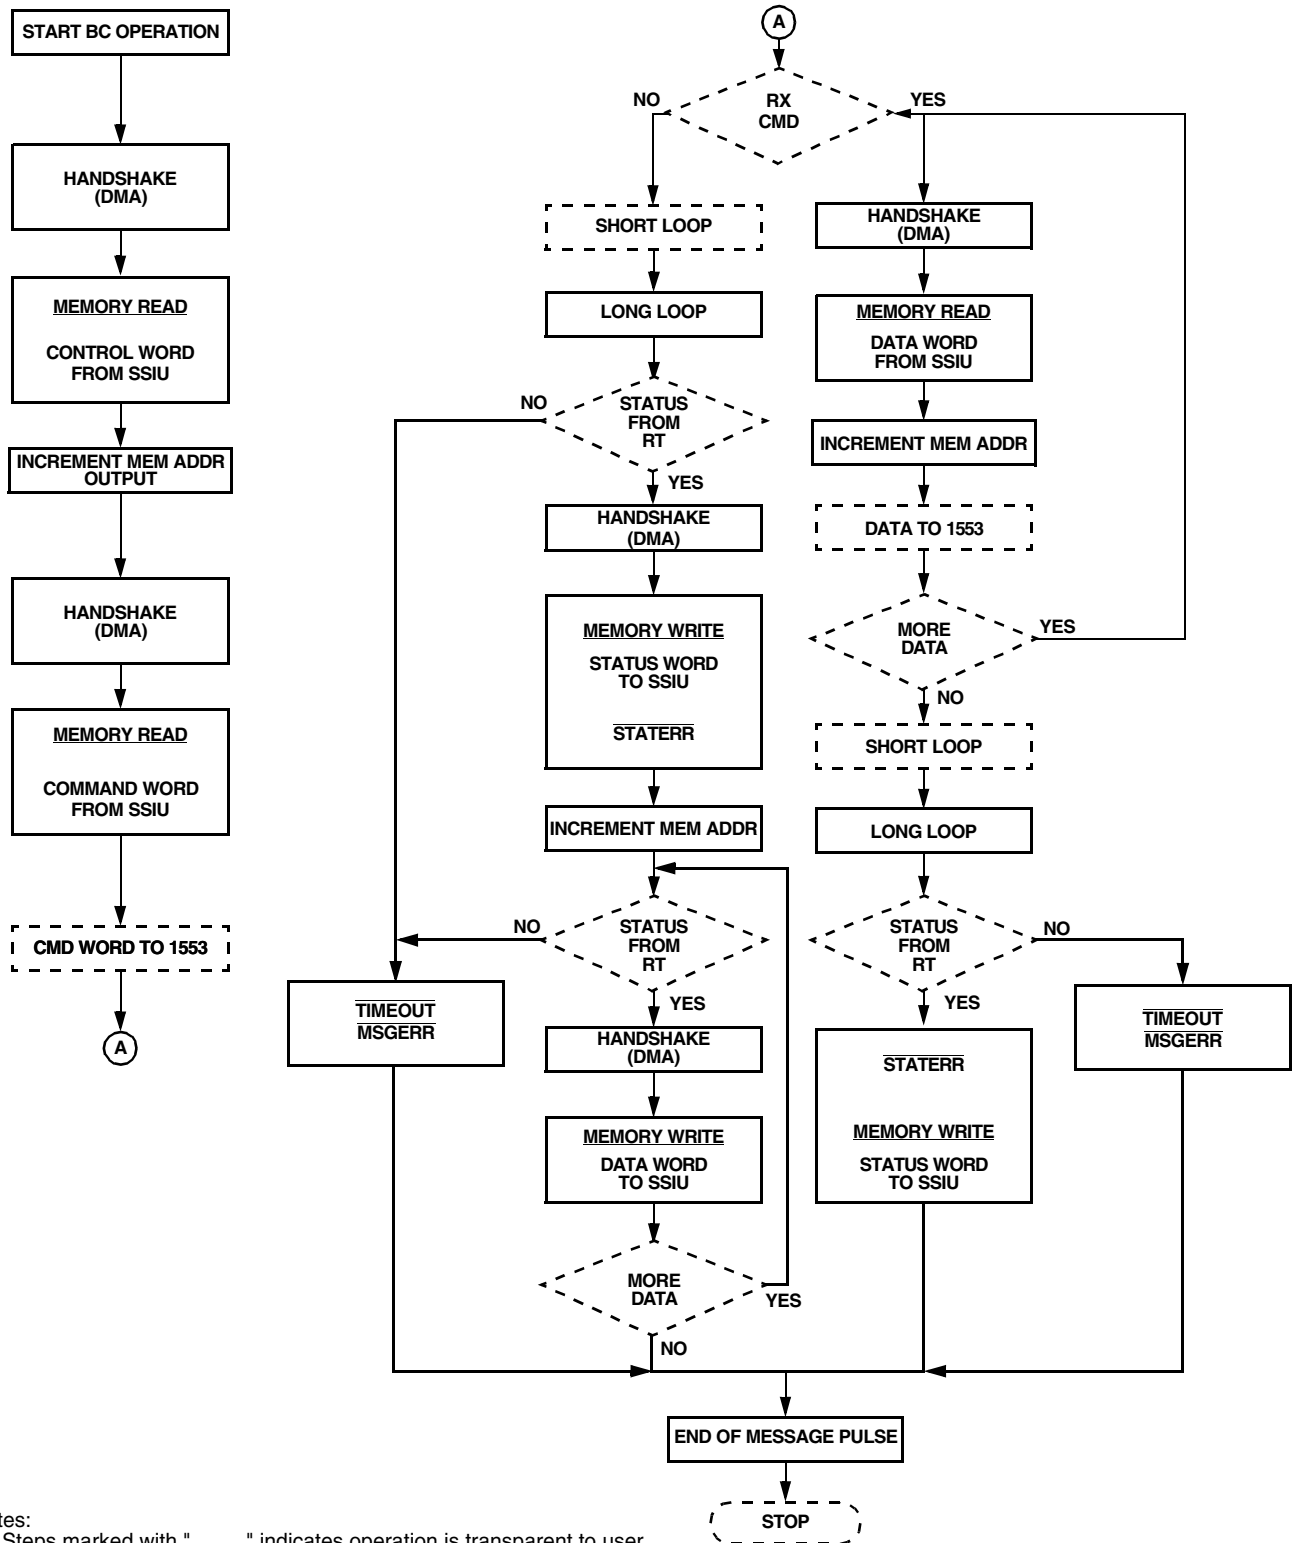 START BC OPERATION
HANDSHAKE
(DMA)
MEMORY READ
CONTROL WORD
FROM SSIU
INCREMENT MEM ADDR
OUTPUT
HANDSHAKE
(DMA)
MEMORY READ
COMMAND WORD
FROM SSIU
CMD WORD TO 1553
A
A
RX
CMD
NO
YES
SHORT LOOP
LONG LOOP
STATUS
FROM
RT
NO
YES
HANDSHAKE
(DMA)
MEMORY WRITE
STATUS WORD
TO SSIU
STATERR
INCREMENT MEM ADDR
STATUS
FROM
RT
NO
YES
TIMEOUT
MSGERR
HANDSHAKE
(DMA)
MEMORY WRITE
DATA WORD
TO SSIU
MORE
DATA
YES
NO
HANDSHAKE
(DMA)
MEMORY READ
DATA WORD
FROM SSIU
INCREMENT MEM ADDR
DATA TO 1553
MORE
DATA
YES
NO
SHORT LOOP
LONG LOOP
STATUS
FROM
RT
NO
YES
STATERR
MEMORY WRITE
STATUS WORD
TO SSIU
TIMEOUT
MSGERR
END OF MESSAGE PULSE
STOP
tes:
Steps marked with " " indicates operation is transparent to user